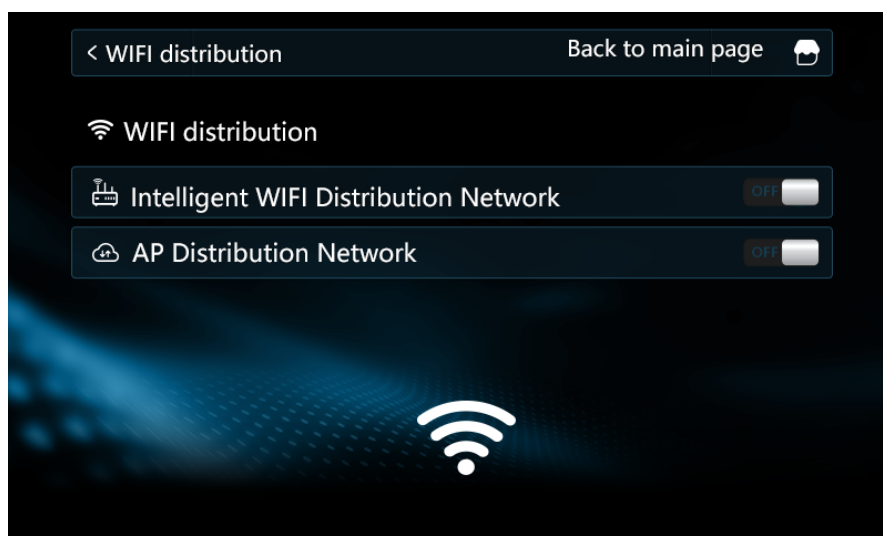 < WIFI distribution Back to main page
WIFI distribution
Intelligent WIFI Distribution Network OFF
AP Distribution Network OFF